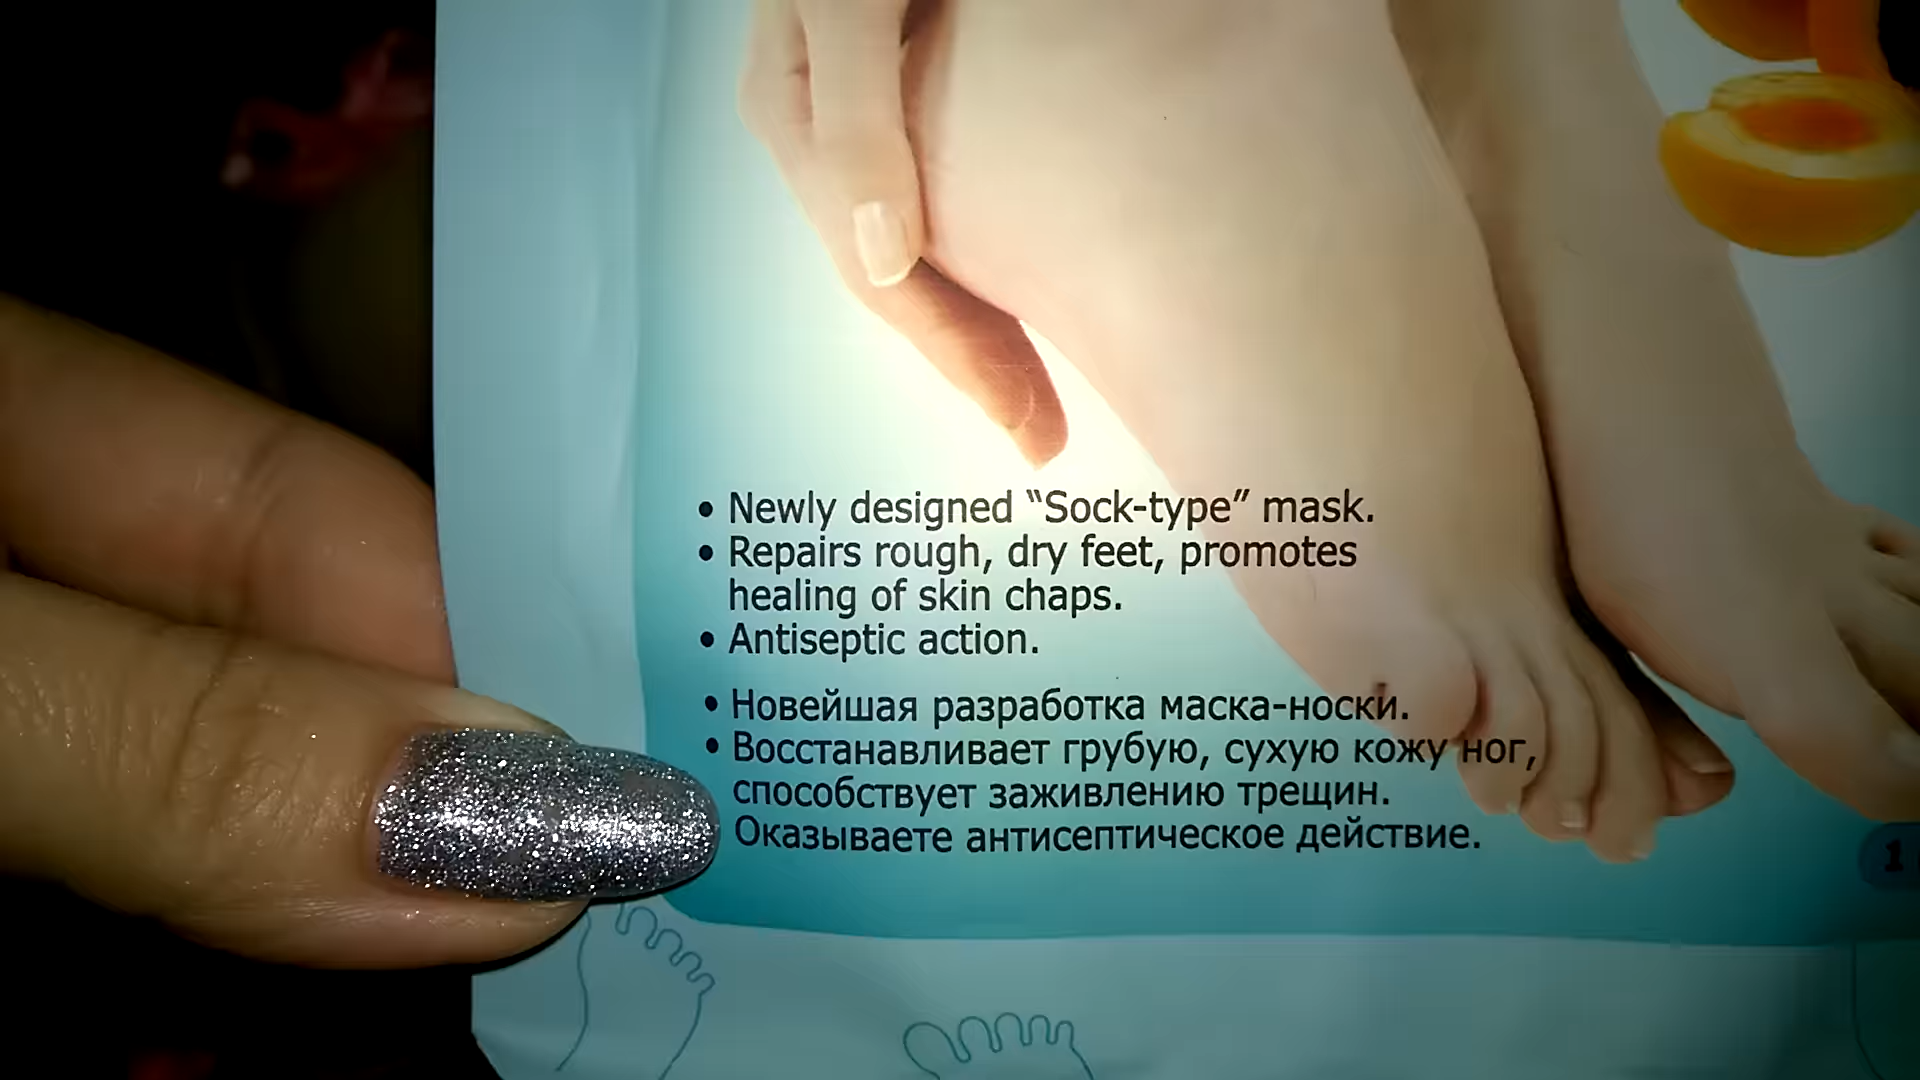 • Newly designed “Sock-type” mask.
• Repairs rough, dry feet, promotes
healing of skin chaps.
• Antiseptic action.
• Новейшая разработка маска-носки.
• Восстанавливает грубую, сухую кожу ног,
способствует заживлению трещин.
Оказываете антисептическое действие.
1